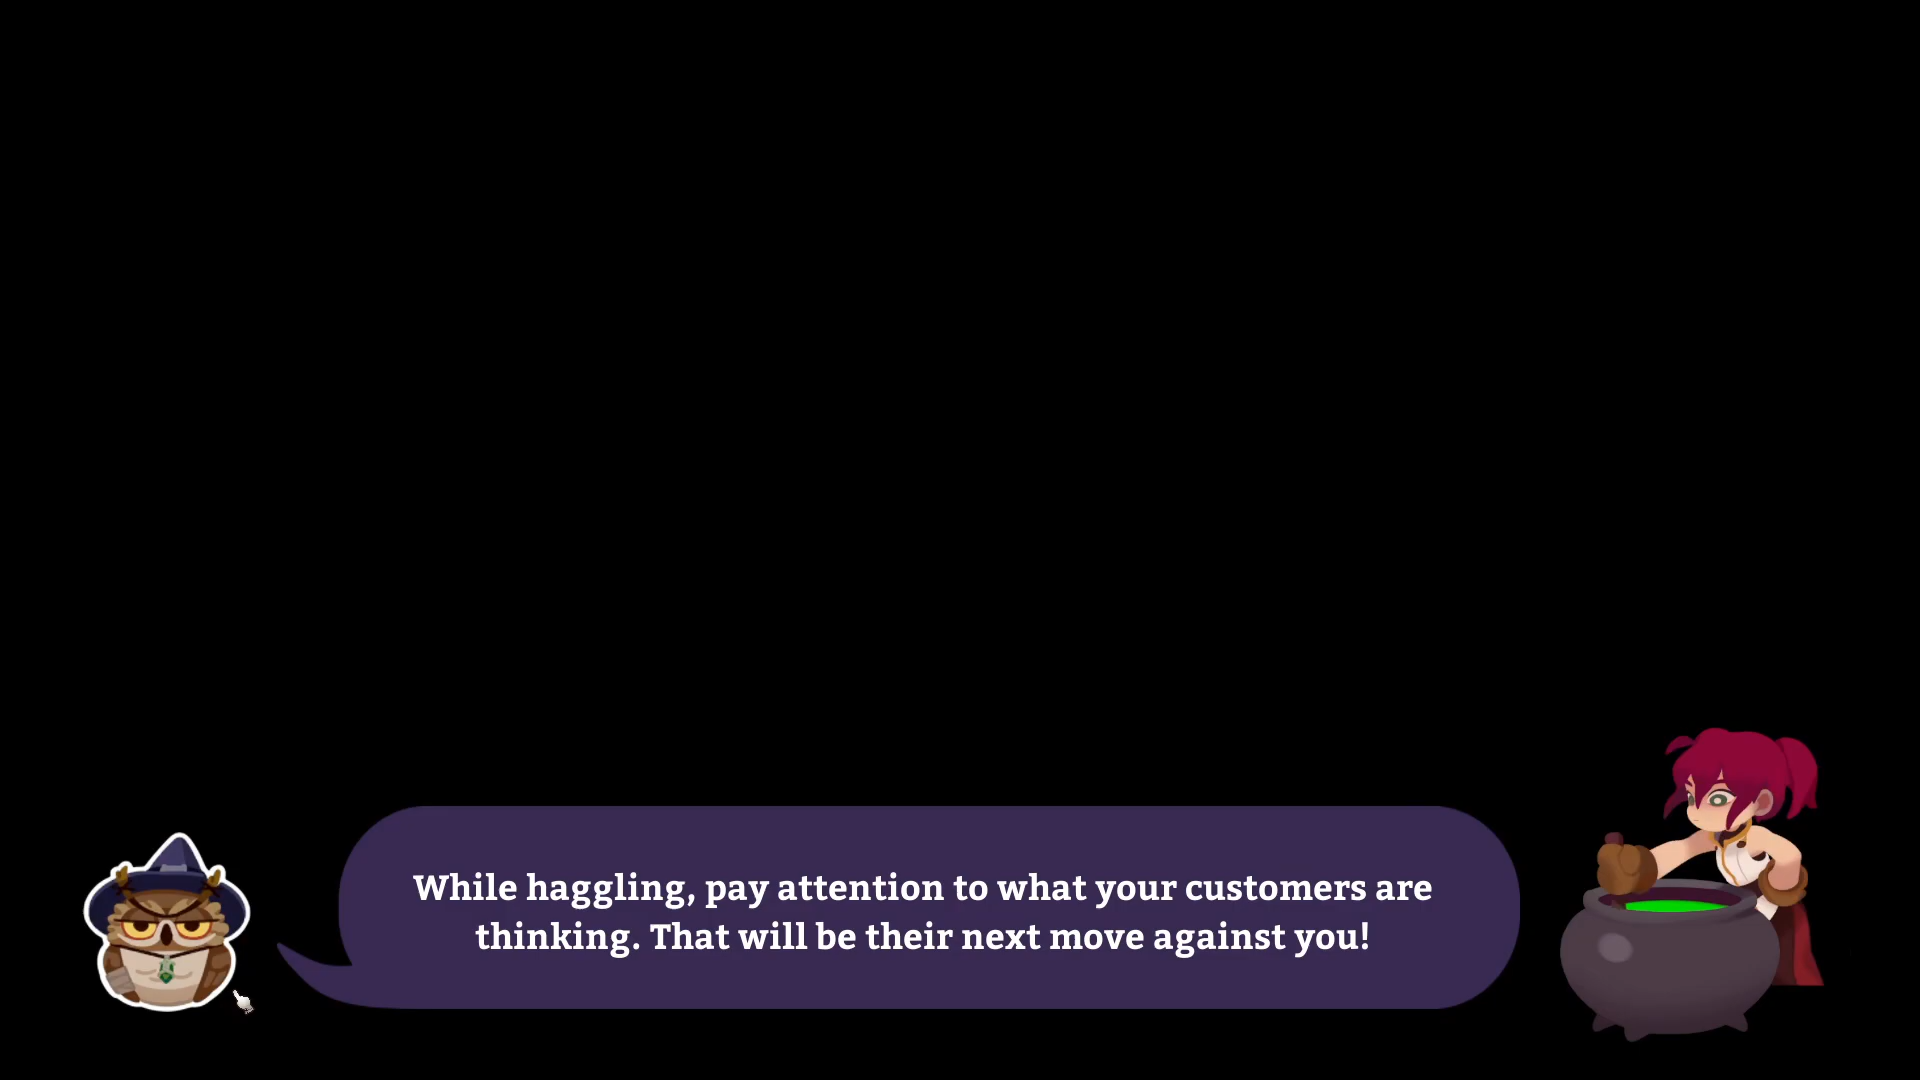 While haggling, pay attention to what your customers are
thinking. That will be their next move against you!